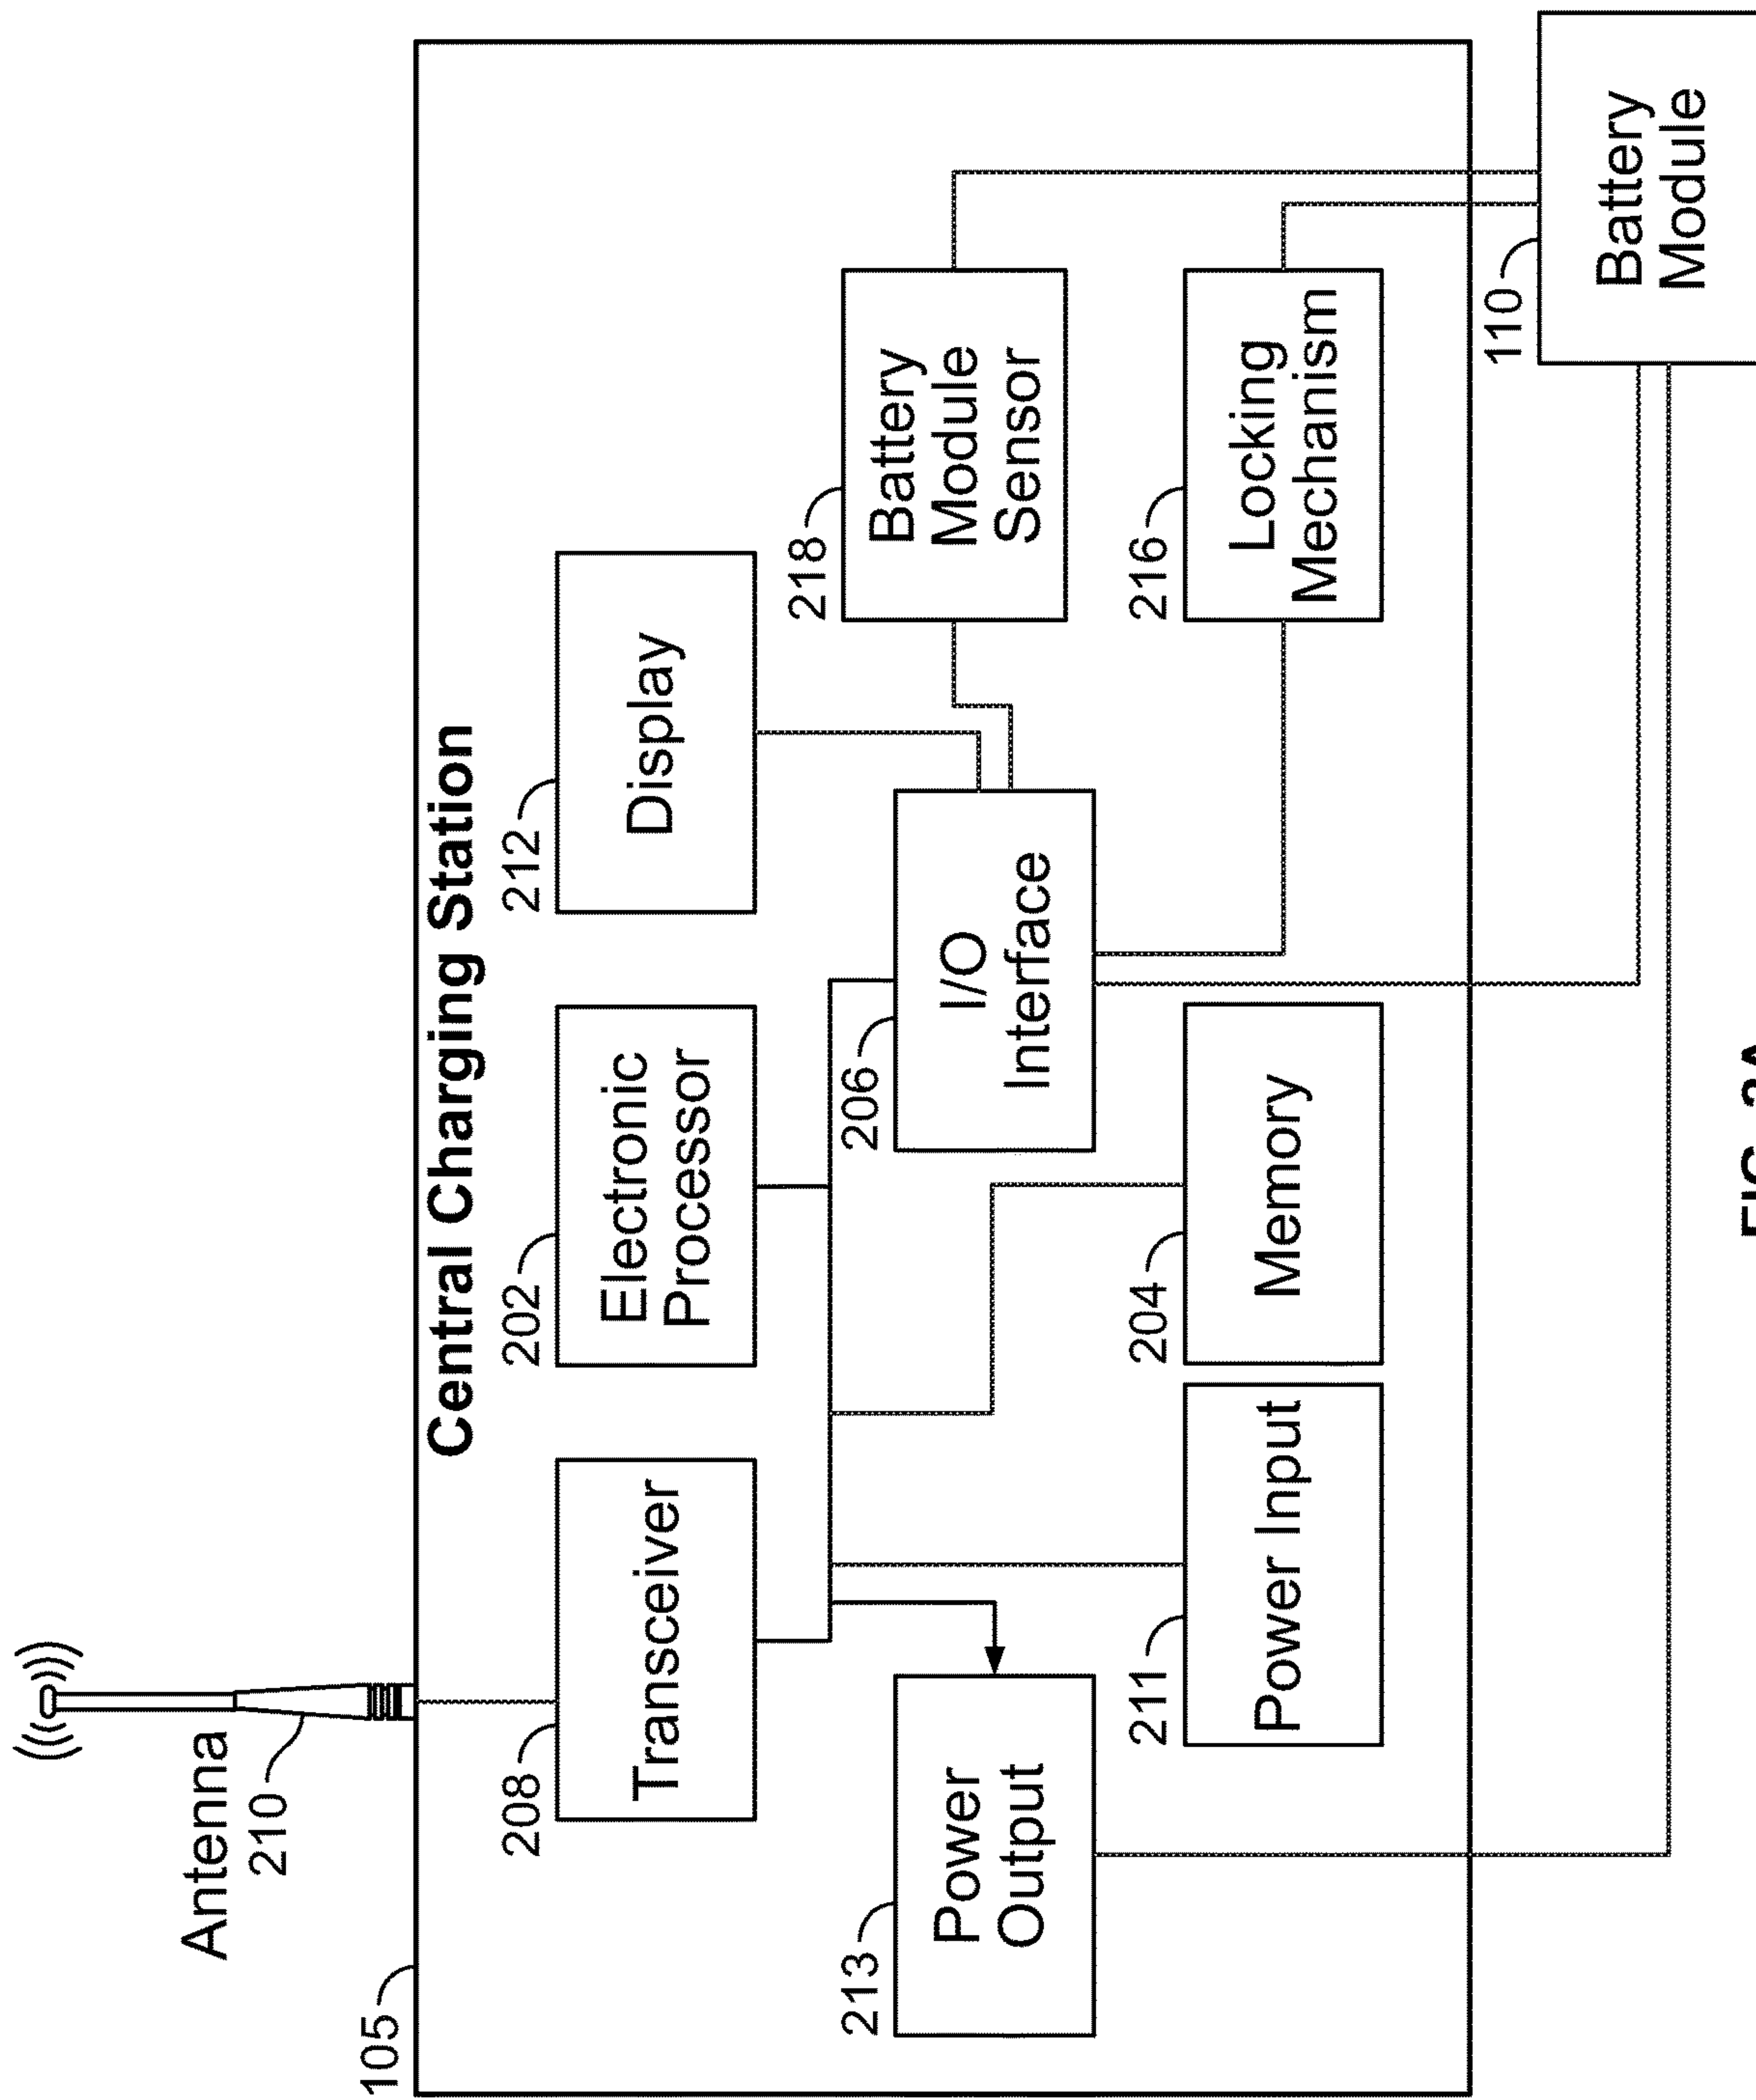 Antenna
210
105
Central Charging Station
208
Transceiver
202
Electronic
Processor
212
Display
213
Power
Output
206
I/O
Interface
218
Battery
Module
Sensor
211
Power Input
204
Memory
216
Locking
Mechanism
110
Battery
Module